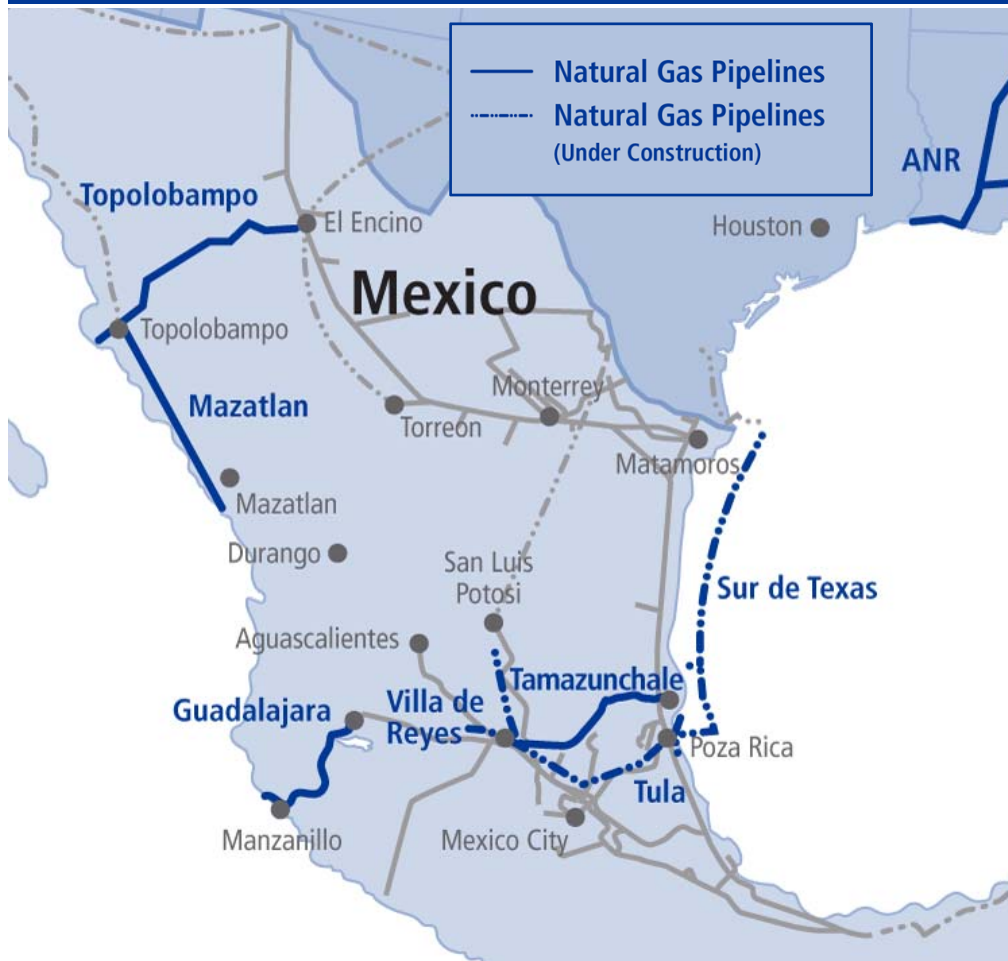 Natural Gas Pipelines
Natural Gas Pipelines
(Under Construction)
ANR
Topolobampo
El Encino
Houston
Mexico
Topolobampo
Mazatlan
Monterrey
Torreón
Matamoros
Mazatlan
Durango
San Luis
Potosi
Sur de Texas
Aguascalientes
Tamazunchale
Guadalajara
Villa de
Reyes
Poza Rica
Tula
Manzanillo
Mexico City